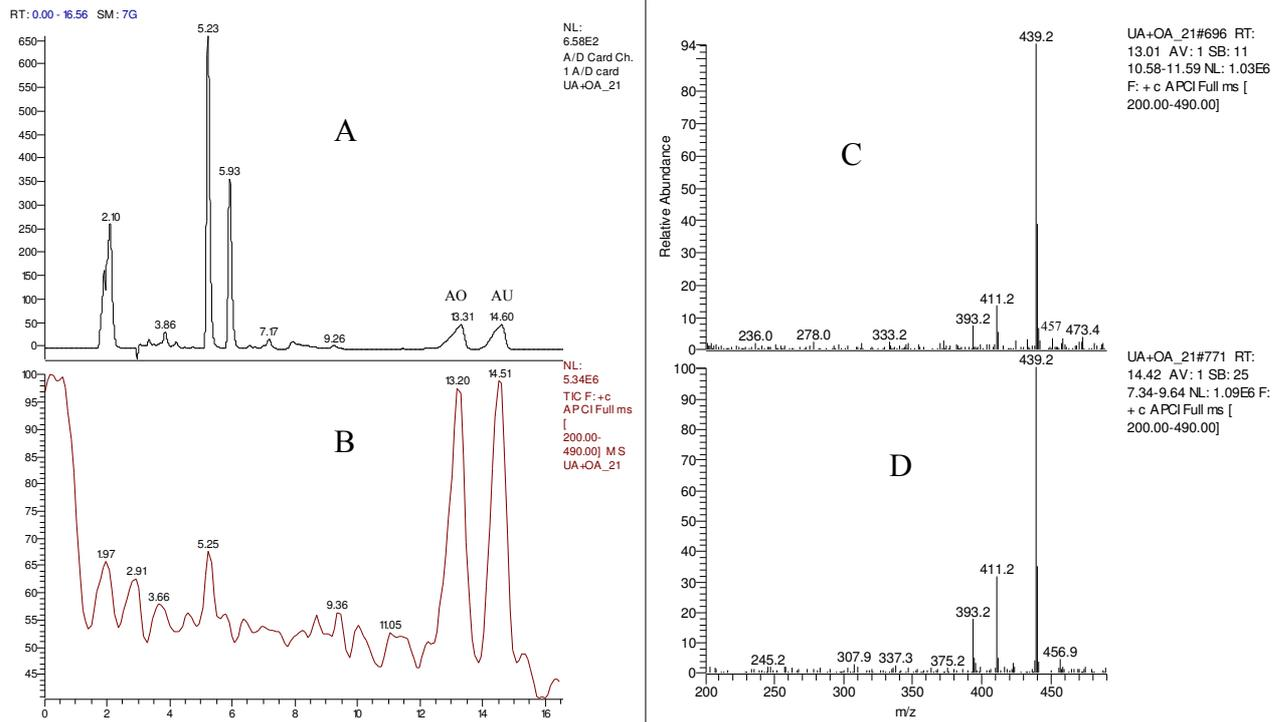 RT: 0.00 - 16.56 SM: 7G
NL:
6.58E2
A/D Card Ch.
1 A/D card
UA+OA_21
650
600
550
500
450
400
350
300
250
200
150
100
50
0
5.23
5.93
2.10
3.86
7.17
9.26
AO
AU
13.31
14.60
A
NL:
5.34E6
TIC F: +c
APCI Full ms
[
200.00-
490.00] MS
UA+OA_21
100
95
90
85
80
75
70
65
60
55
50
45
13.20
14.51
1.97
2.91
3.66
5.25
9.36
11.05
B
0 2 4 6 8 10 12 14 16
UA+OA_21#696 RT:
13.01 AV: 1 SB: 11
10.58-11.59 NL: 1.03E6
F: + c APCI Full ms [
200.00-490.00]
94
80
70
60
50
40
30
20
10
0
Relative Abundance
439.2
411.2
393.2
236.0
278.0
333.2
457
473.4
C
UA+OA_21#771 RT:
14.42 AV: 1 SB: 25
7.34-9.64 NL: 1.09E6 F:
+ c APCI Full ms [
200.00-490.00]
100
90
80
70
60
50
40
30
20
10
0
439.2
411.2
393.2
245.2
307.9
337.3
375.2
456.9
D
200 250 300 350 400 450
m/z